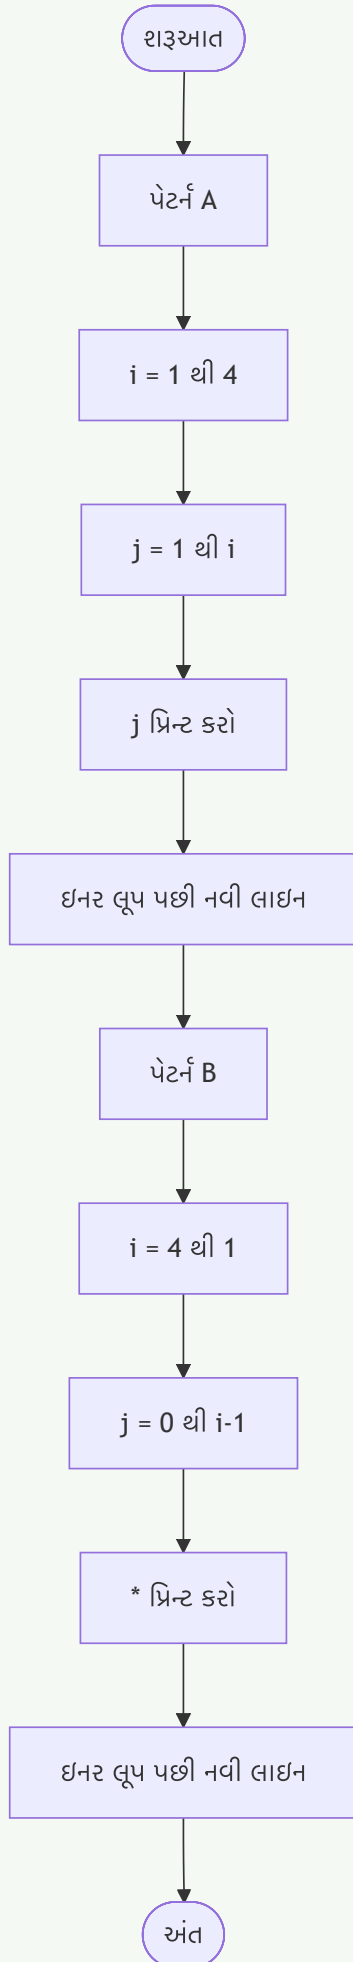 શરૂઆત
પેટર્ન A
i = 1 થી 4
j = 1 થી i
j પ્રિન્ટ કરો
ઇનર લૂપ પછી નવી લાઇન
પેટર્ન B
i = 4 થી 1
j = 0 થી i-1
* પ્રિન્ટ કરો
ઇનર લૂપ પછી નવી લાઇન
અંત